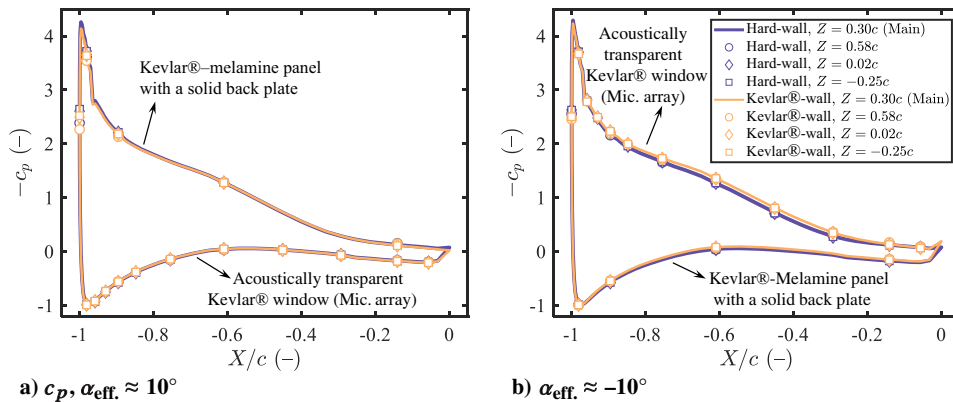 4
3
2
1
0
-1
−c_p (–)
Kevlar®–melamine panel
with a solid back plate
Acoustically transparent
Kevlar® window (Mic. array)
-1 -0.8 -0.6 -0.4 -0.2 0
X/c (–)
a) c_p, α_eff. ≈ 10°
4
3
2
1
0
-1
−c_p (–)
Acoustically
transparent
Kevlar® window
(Mic. array)
Hard-wall, Z = 0.30c (Main)
Hard-wall, Z = 0.58c
Hard-wall, Z = 0.02c
Hard-wall, Z = −0.25c
Kevlar®-wall, Z = 0.30c (Main)
Kevlar®-wall, Z = 0.58c
Kevlar®-wall, Z = 0.02c
Kevlar®-wall, Z = −0.25c
Kevlar®-Melamine panel
with a solid back plate
-1 -0.8 -0.6 -0.4 -0.2 0
X/c (–)
b) α_eff. ≈ –10°